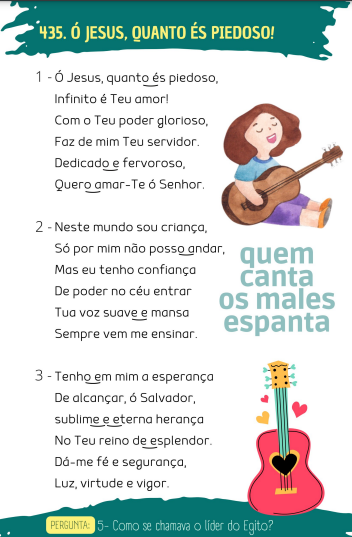 435. Ó JESUS, QUANTO ÉS PIEDOSO!
1 - Ó Jesus, quanto és piedoso,
Infinito é Teu amor!
Com o Teu poder glorioso,
Faz de mim Teu servidor.
Dedicado e fervoroso,
Quero amar-Te ó Senhor.
2 - Neste mundo sou criança,
Só por mim não posso andar,
Mas eu tenho confiança
De poder no céu entrar
Tua voz suave e mansa
Sempre vem me ensinar.
quem
canta
os males
espanta
3 - Tenho em mim a esperança
De alcançar, ó Salvador,
sublime e eterna herança
No Teu reino de esplendor.
Dá-me fé e segurança,
Luz, virtude e vigor.
PERGUNTA: 5- Como se chamava o líder do Egito?